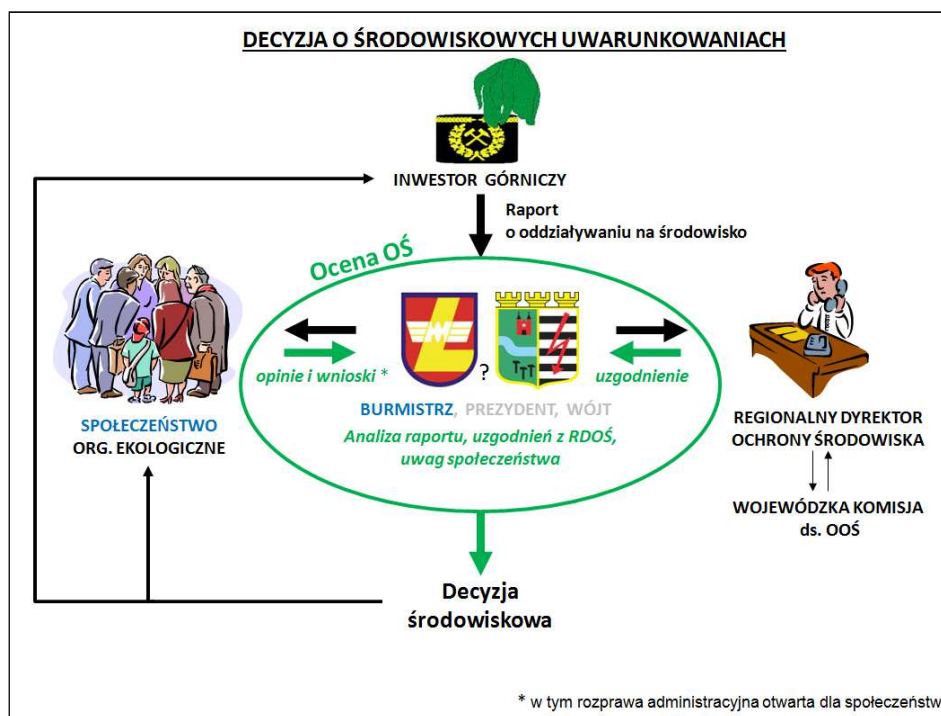 DECYZJA O ŚRODOWISKOWYCH UWARUNKOWANIACH
INWESTOR GÓRNICZY
Raport
o oddziaływaniu na środowisko
Ocena OŚ
opinie i wnioski *
?
uzgodnienie
BURMISTRZ, PREZYDENT, WÓJT
Analiza raportu, uzgodnień z RDOŚ,
uwag społeczeństwa
SPOŁECZEŃSTWO
ORG. EKOLOGICZNE
REGIONALNY DYREKTOR
OCHRONY ŚRODOWISKA
WOJEWÓDZKA KOMISJA
ds. OOŚ
Decyzja
środowiskowa
* w tym rozprawa administracyjna otwarta dla społeczeństw